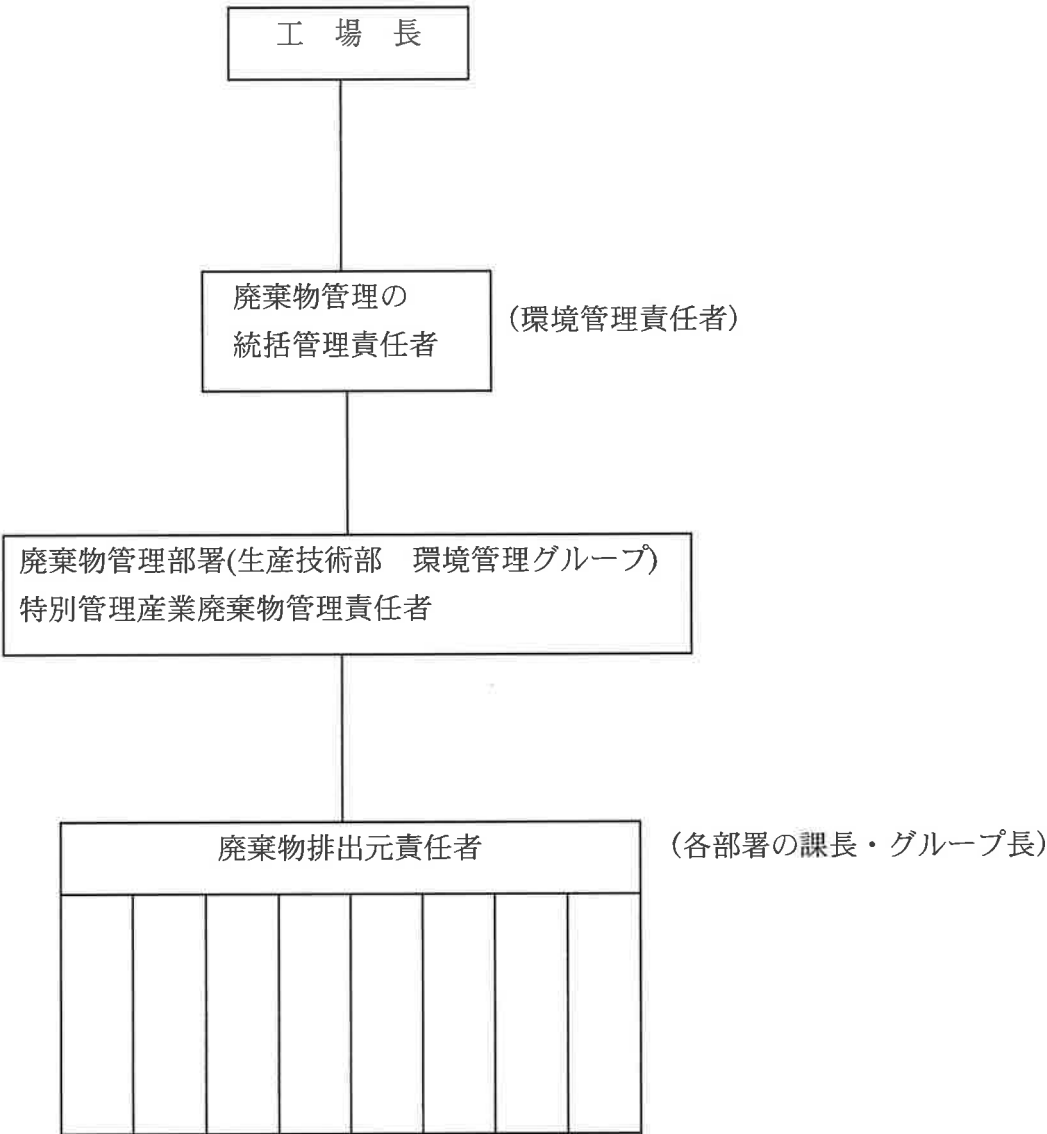 工　場　長
廃棄物管理の
統括管理責任者
（環境管理責任者）
廃棄物管理部署(生産技術部　環境管理グループ)
特別管理産業廃棄物管理責任者
廃棄物排出元責任者
（各部署の課長・グループ長）